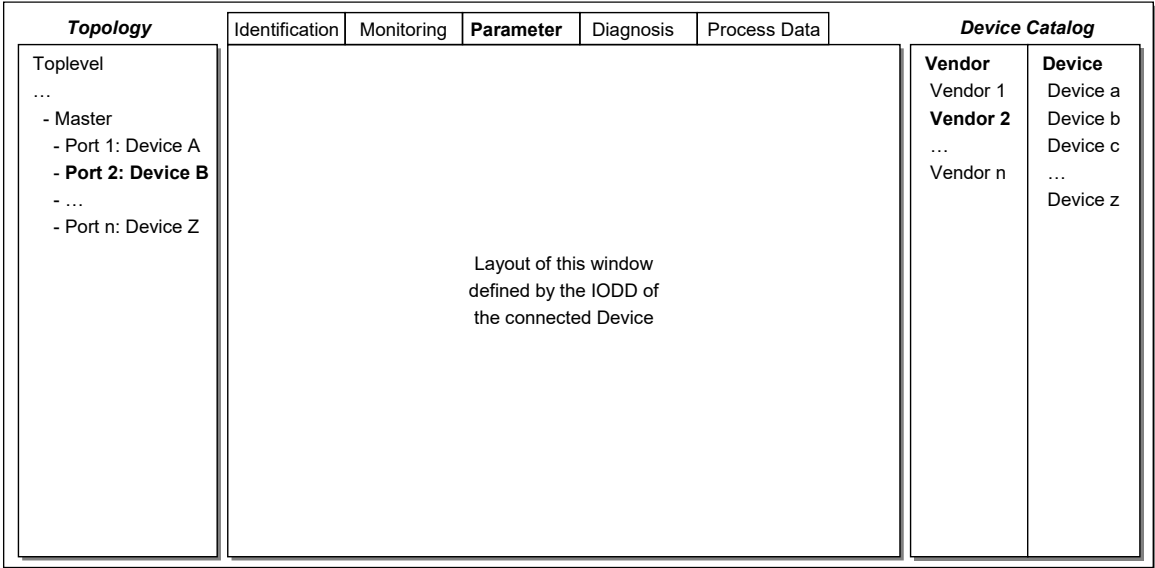 Topology
Toplevel
…
- Master
- Port 1: Device A
- Port 2: Device B
- …
- Port n: Device Z
Identification
Monitoring
Parameter
Diagnosis
Process Data
Layout of this window
defined by the IODD of
the connected Device
Device Catalog
Vendor
Vendor 1
Vendor 2
…
Vendor n
Device
Device a
Device b
Device c
…
Device z